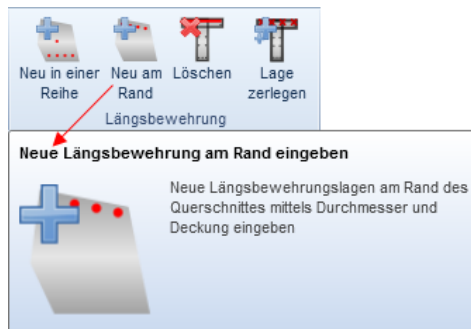 Neu in einer Neu am Löschen Lage
Reihe Rand zerlegen
Längsbewehrung
Neue Längsbewehrung am Rand eingeben
Neue Längsbewehrungslagen am Rand des
Querschnittes mittels Durchmesser und
Deckung eingeben